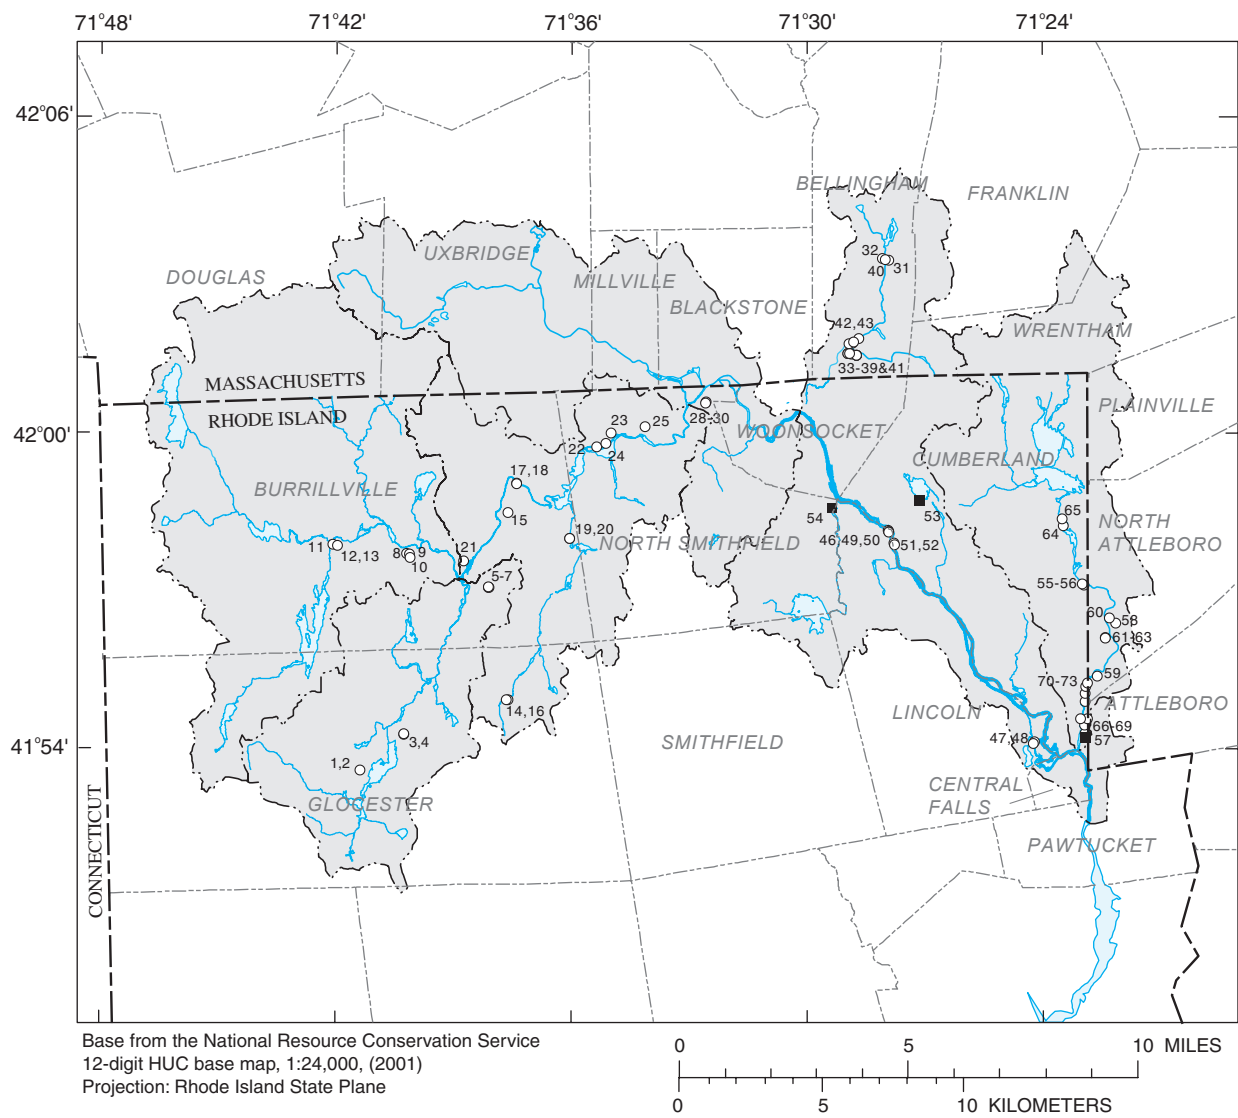 71°48'
71°42'
71°36'
71°30'
71°24'
42°06'
BELLINGHAM
FRANKLIN
UXBRIDGE
32
40
31
DOUGLAS
MILLVILLE
BLACKSTONE
42,43
WRENTHAM
33-39&41
MASSACHUSETTS
RHODE ISLAND
PLAINVILLE
28-30
23
25
42°00'
WOONSOCKET
22
24
CUMBERLAND
17,18
BURRILLVILLE
15
54
53
65
64
NORTH
ATTLEBORO
19,20
NORTH SMITHFIELD
46,49,50
51,52
11
12,13
8
9
10
21
5-7
55-56
60
58
61-63
70-73
59
14,16
LINCOLN
ATTLEBORO
66-69
57
47,48
3,4
SMITHFIELD
41°54'
1,2
GLOCESTER
CENTRAL
FALLS
PAWTUCKET
CONNECTICUT
Base from the National Resource Conservation Service
12-digit HUC base map, 1:24,000, (2001)
Projection: Rhode Island State Plane
0 5 10 MILES
0 5 10 KILOMETERS